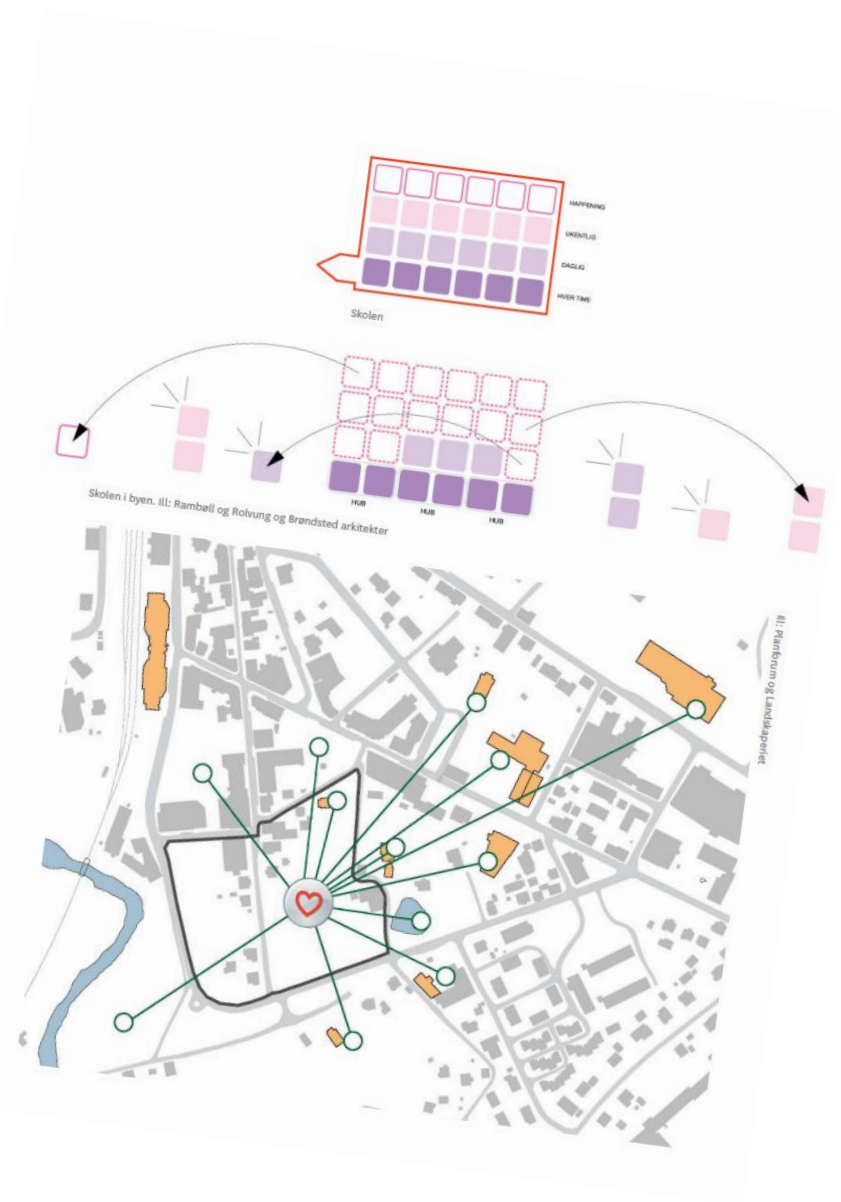 HAPPENING
UKENTLIG
DAGLIG
HVER TIME
Skolen
HUB
HUB
HUB
Skolen i byen. Ill: Rambøll og Rolvung og Brøndsted arkitekter
Ill: Planforum og Landskaperiet